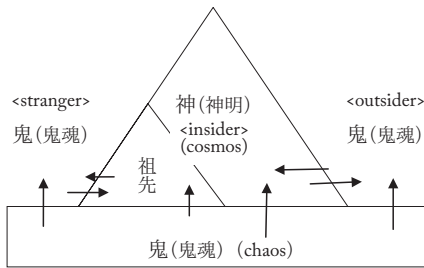 神(神明)
<stranger>
<insider>
<outsider>
鬼(鬼魂)
(cosmos)
鬼(鬼魂)
祖先
鬼(鬼魂) (chaos)